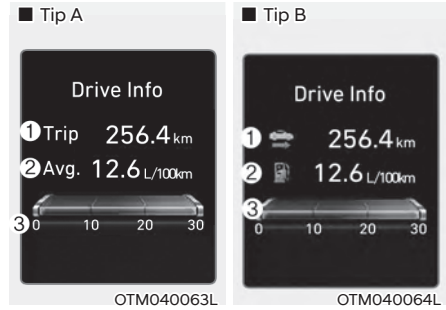 ■ Tip A
Drive Info
① Trip 256.4 km
② Avg. 12.6 L/100km
③
0 10 20 30
OTM040063L
■ Tip B
Drive Info
① 256.4 km
② 12.6 L/100km
③
0 10 20 30
OTM040064L